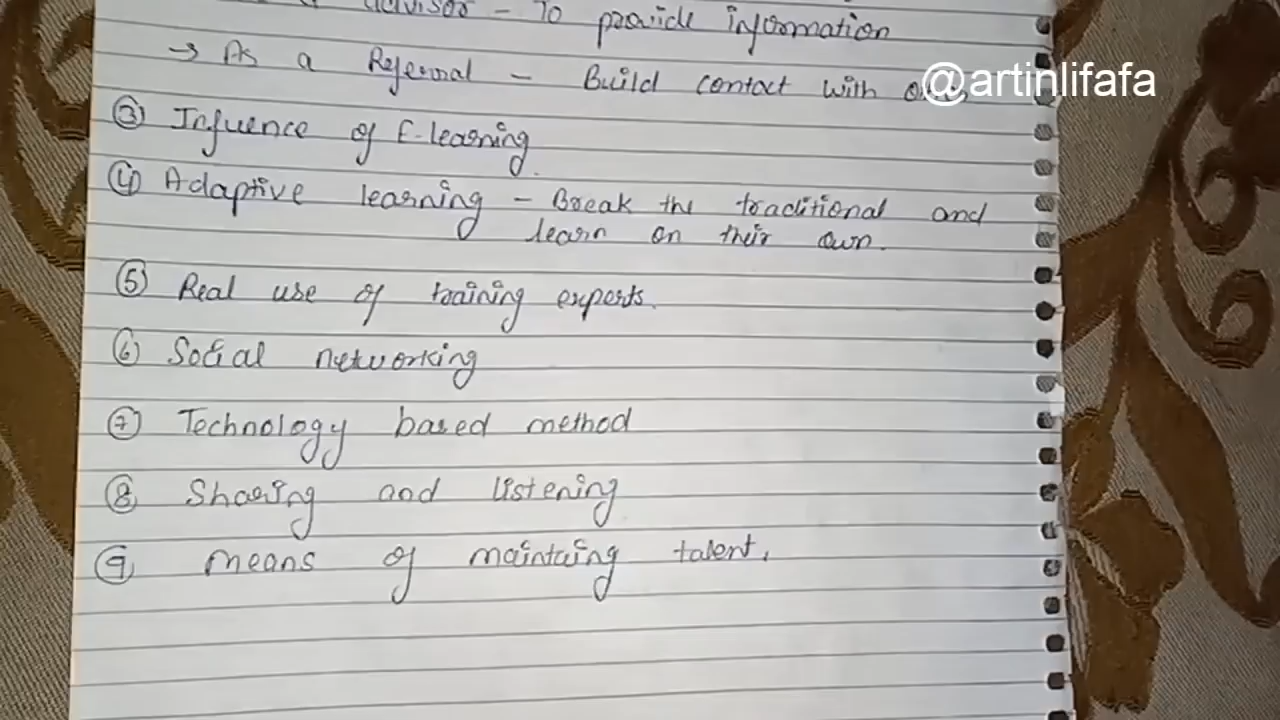 advisor - To provide information
→ As a Referral - Build contact with
@artinlifafa
③ Infuence of E-learning.
④ Adaptive learning - Break the traditional and
learn on their own.
⑤ Real use of training experts.
⑥ Social networking
⑦ Technology based method
⑧ Sharing and listening
⑨ means of maintaing talent.